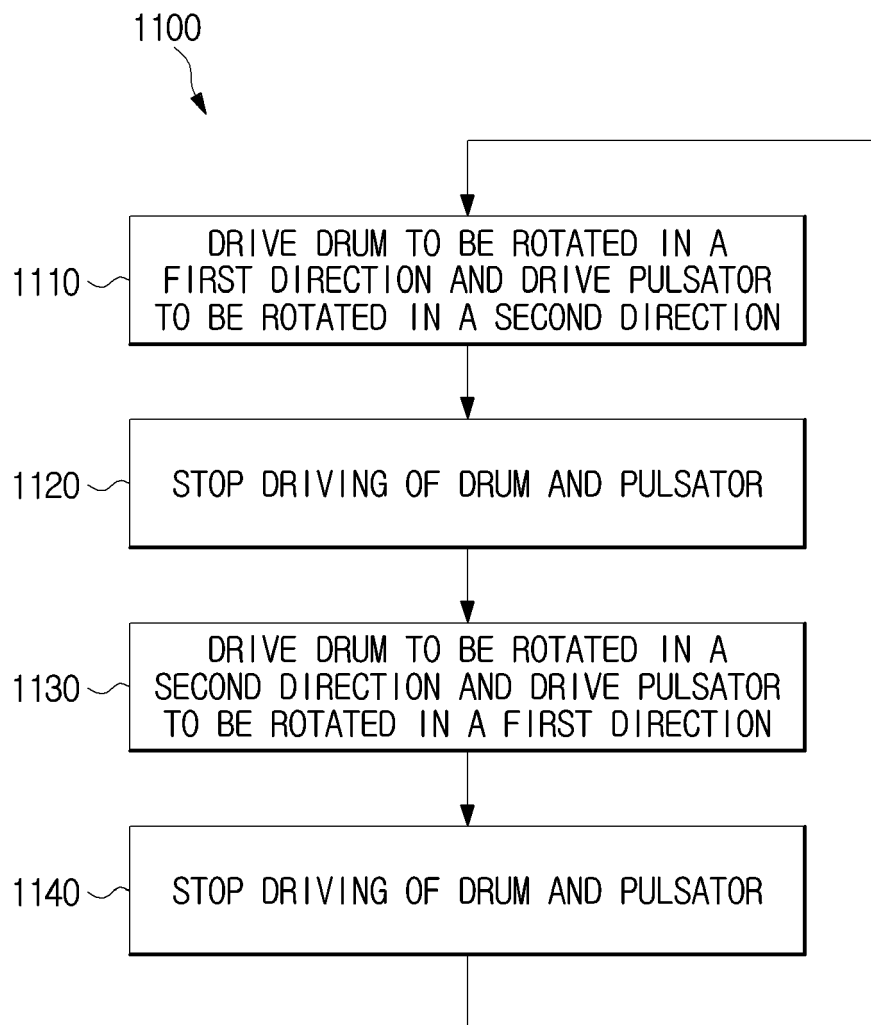 1100
1110
DRIVE DRUM TO BE ROTATED IN A
FIRST DIRECTION AND DRIVE PULSATOR
TO BE ROTATED IN A SECOND DIRECTION
1120
STOP DRIVING OF DRUM AND PULSATOR
1130
DRIVE DRUM TO BE ROTATED IN A
SECOND DIRECTION AND DRIVE PULSATOR
TO BE ROTATED IN A FIRST DIRECTION
1140
STOP DRIVING OF DRUM AND PULSATOR